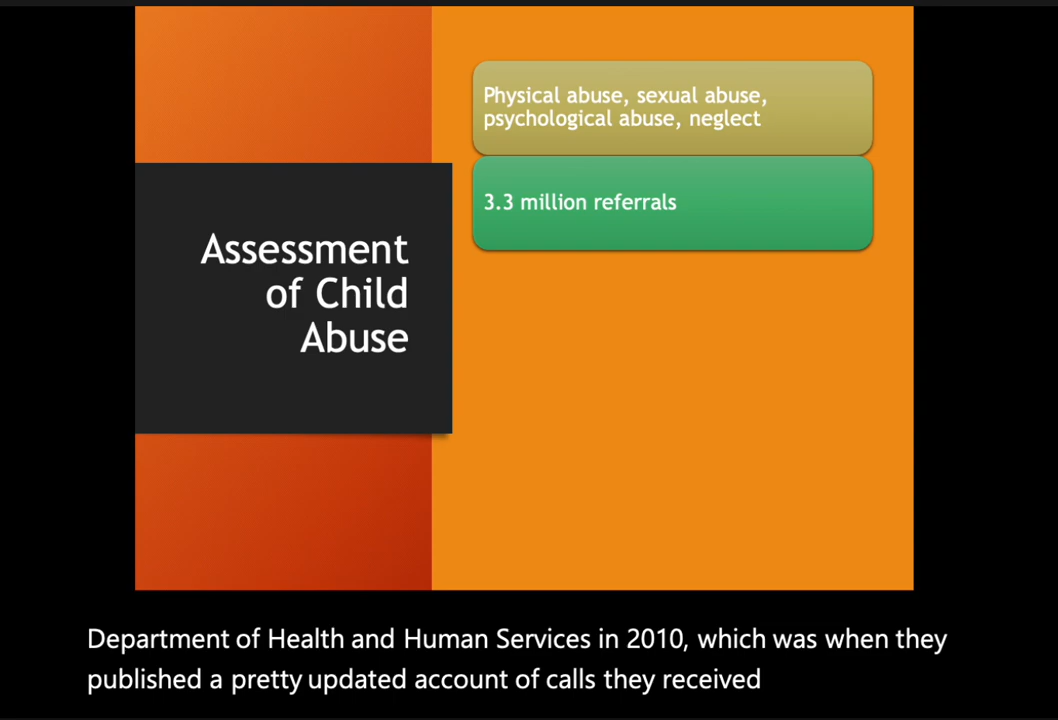 Assessment
of Child
Abuse
Physical abuse, sexual abuse,
psychological abuse, neglect
3.3 million referrals
Department of Health and Human Services in 2010, which was when they
published a pretty updated account of calls they received